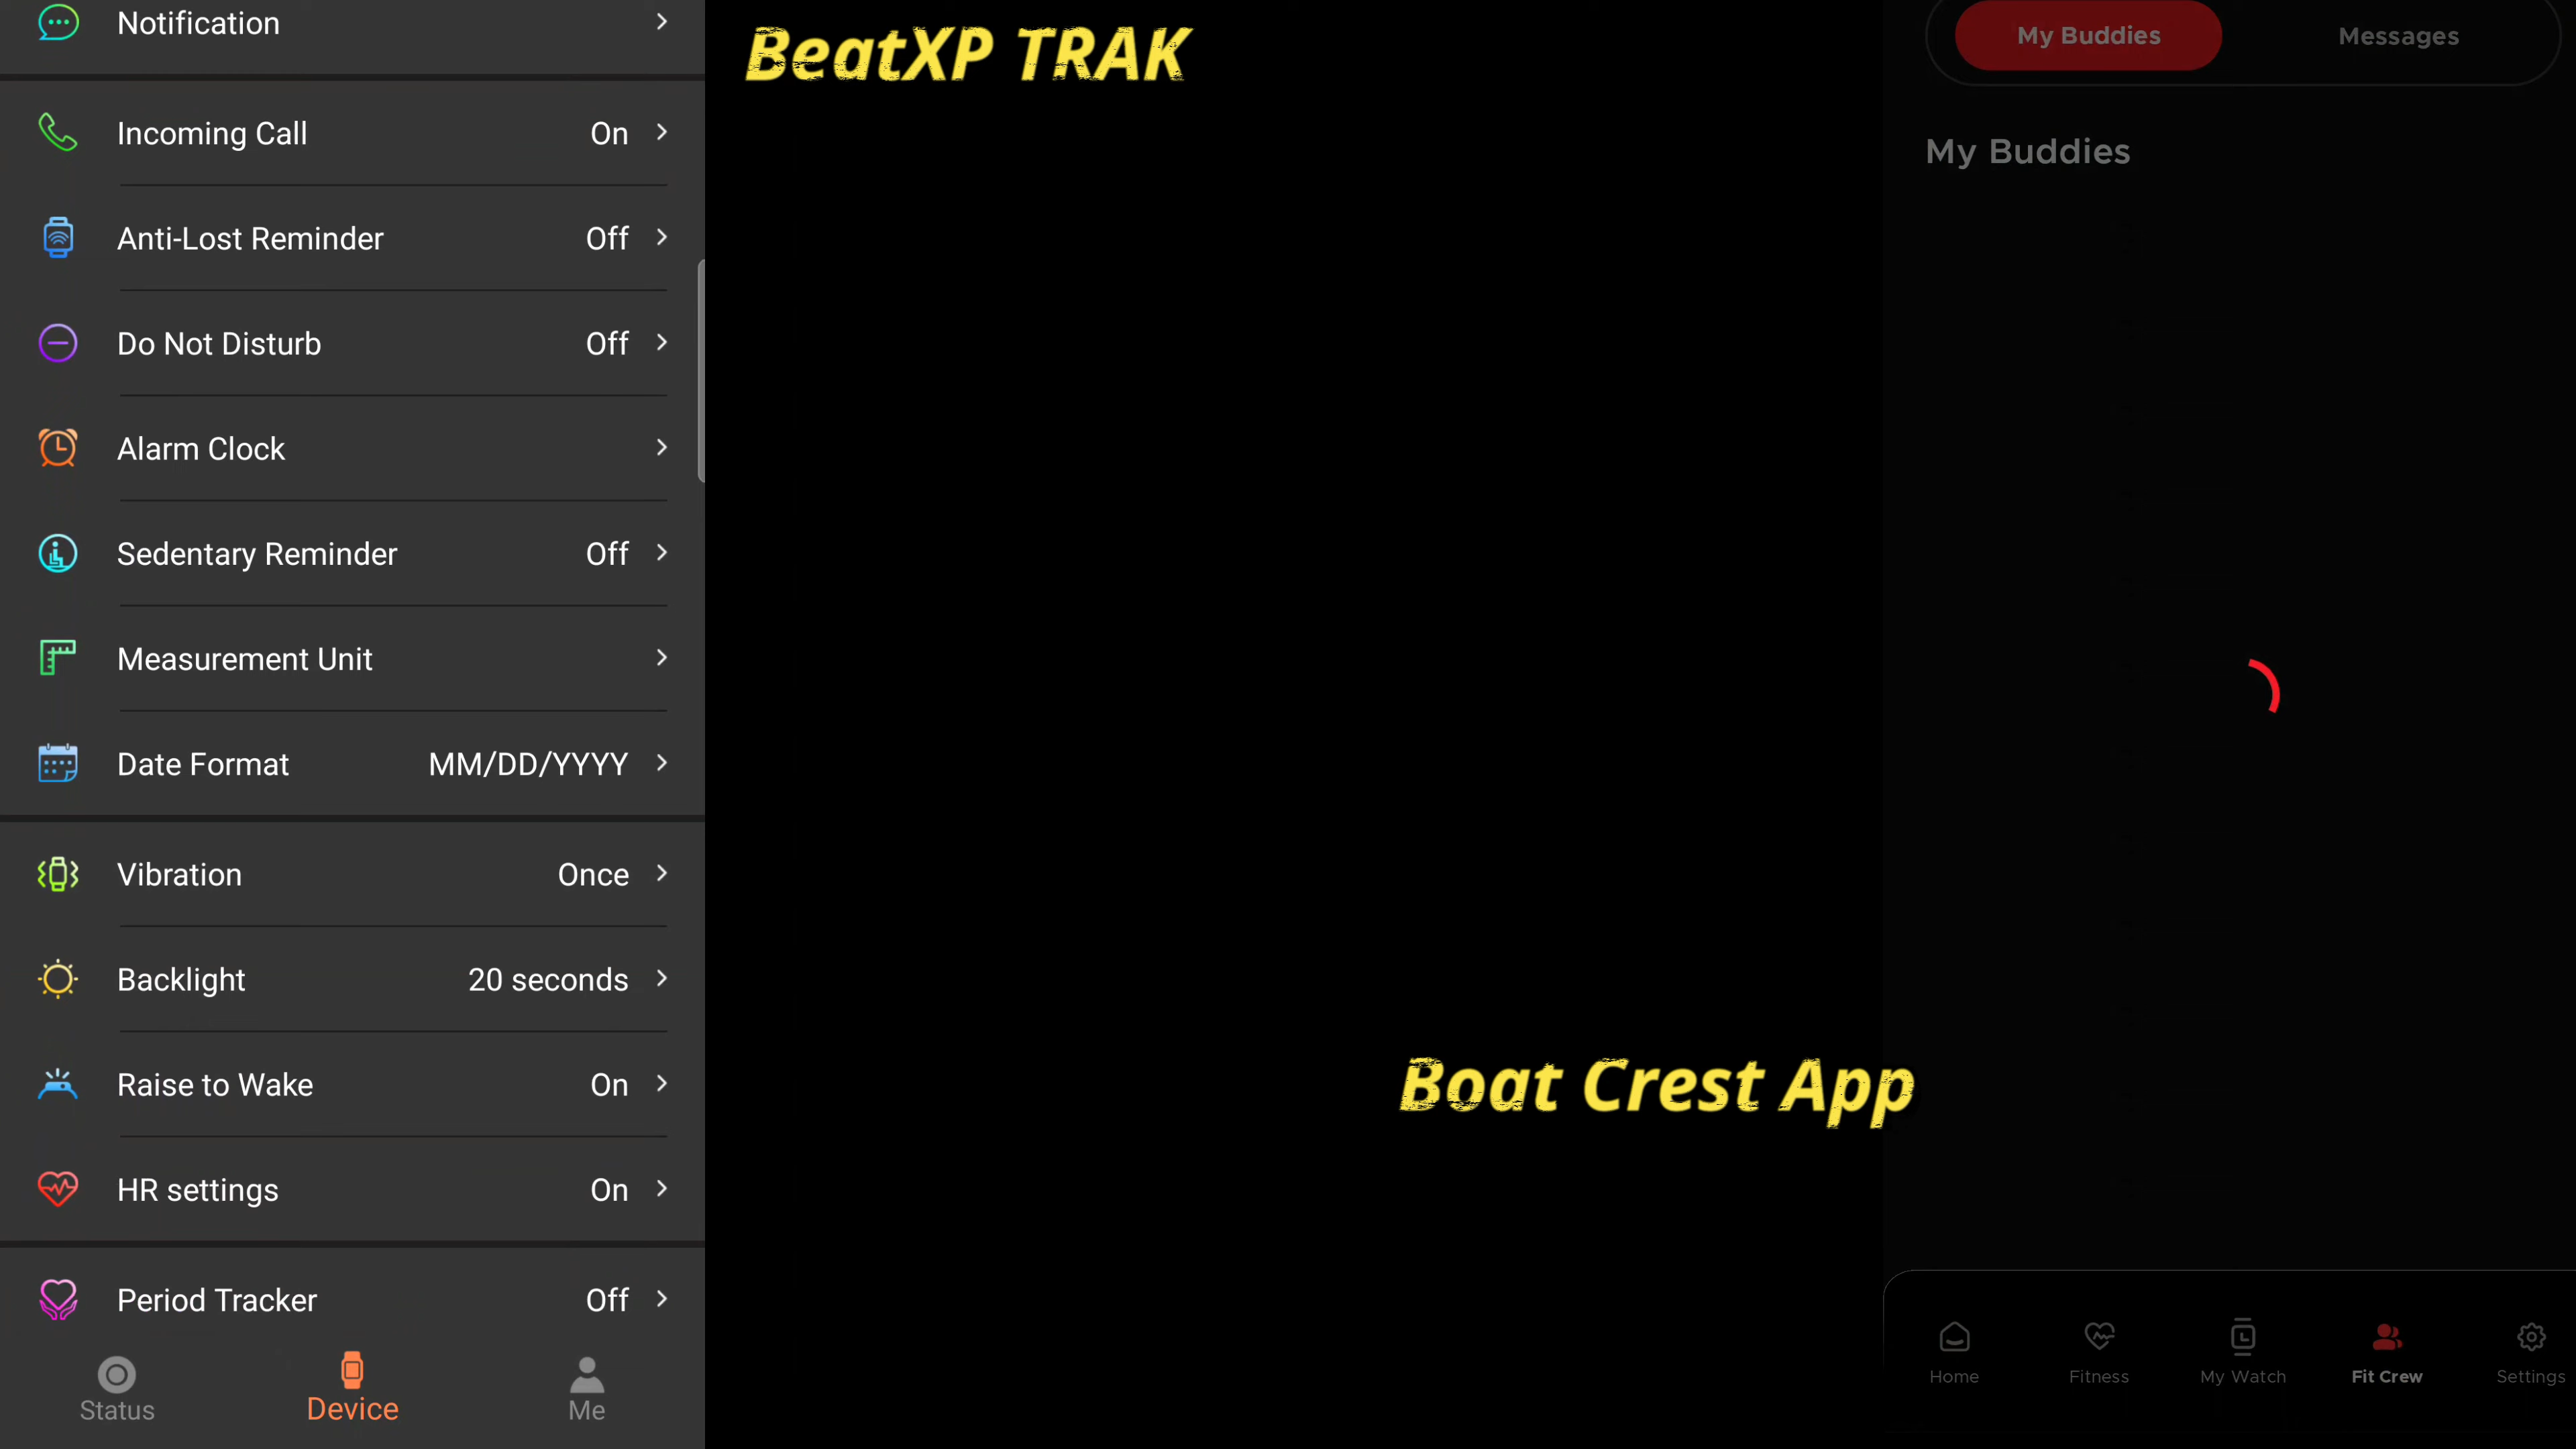 Notification
Incoming Call On
Anti-Lost Reminder Off
Do Not Disturb Off
Alarm Clock
Sedentary Reminder Off
Measurement Unit
Date Format MM/DD/YYYY
Vibration Once
Backlight 20 seconds
Raise to Wake On
HR settings On
Period Tracker Off
Status Device Me
BeatXP TRAK
Boat Crest App
My Buddies Messages
My Buddies
Home Fitness My Watch Fit Crew Settings